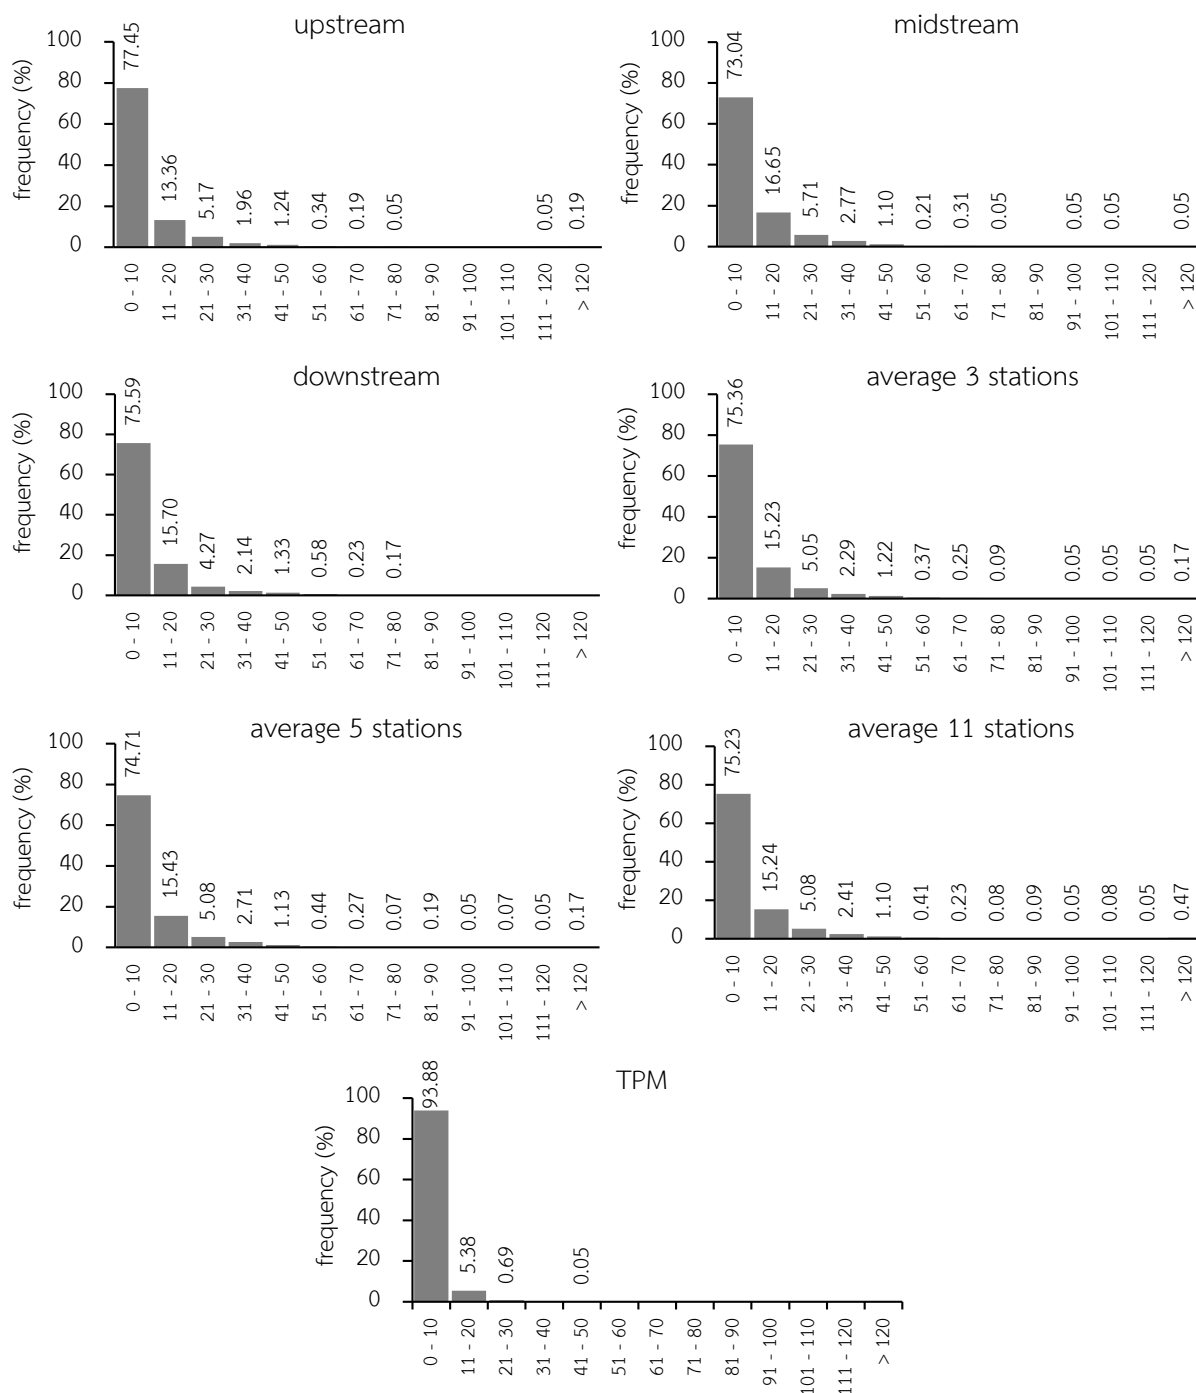 upstream
frequency (%)
100
80
60
40
20
0
77.45
13.36
5.17
1.96
1.24
0.34
0.19
0.05
0.05
0.19
0 - 10
11 - 20
21 - 30
31 - 40
41 - 50
51 - 60
61 - 70
71 - 80
81 - 90
91 - 100
101 - 110
111 - 120
> 120
midstream
frequency (%)
100
80
60
40
20
0
73.04
16.65
5.71
2.77
1.10
0.21
0.31
0.05
0.05
0.05
0.05
0 - 10
11 - 20
21 - 30
31 - 40
41 - 50
51 - 60
61 - 70
71 - 80
81 - 90
91 - 100
101 - 110
111 - 120
> 120
downstream
frequency (%)
100
80
60
40
20
0
75.59
15.70
4.27
2.14
1.33
0.58
0.23
0.17
0 - 10
11 - 20
21 - 30
31 - 40
41 - 50
51 - 60
61 - 70
71 - 80
81 - 90
91 - 100
101 - 110
111 - 120
> 120
average 3 stations
frequency (%)
100
80
60
40
20
0
75.36
15.23
5.05
2.29
1.22
0.37
0.25
0.09
0.05
0.05
0.05
0.17
0 - 10
11 - 20
21 - 30
31 - 40
41 - 50
51 - 60
61 - 70
71 - 80
81 - 90
91 - 100
101 - 110
111 - 120
> 120
average 5 stations
frequency (%)
100
80
60
40
20
0
74.71
15.43
5.08
2.71
1.13
0.44
0.27
0.07
0.19
0.05
0.07
0.05
0.17
0 - 10
11 - 20
21 - 30
31 - 40
41 - 50
51 - 60
61 - 70
71 - 80
81 - 90
91 - 100
101 - 110
111 - 120
> 120
average 11 stations
frequency (%)
100
80
60
40
20
0
75.23
15.24
5.08
2.41
1.10
0.41
0.23
0.08
0.09
0.05
0.08
0.05
0.47
0 - 10
11 - 20
21 - 30
31 - 40
41 - 50
51 - 60
61 - 70
71 - 80
81 - 90
91 - 100
101 - 110
111 - 120
> 120
TPM
frequency (%)
100
80
60
40
20
0
93.88
5.38
0.69
0.05
0 - 10
11 - 20
21 - 30
31 - 40
41 - 50
51 - 60
61 - 70
71 - 80
81 - 90
91 - 100
101 - 110
111 - 120
> 120